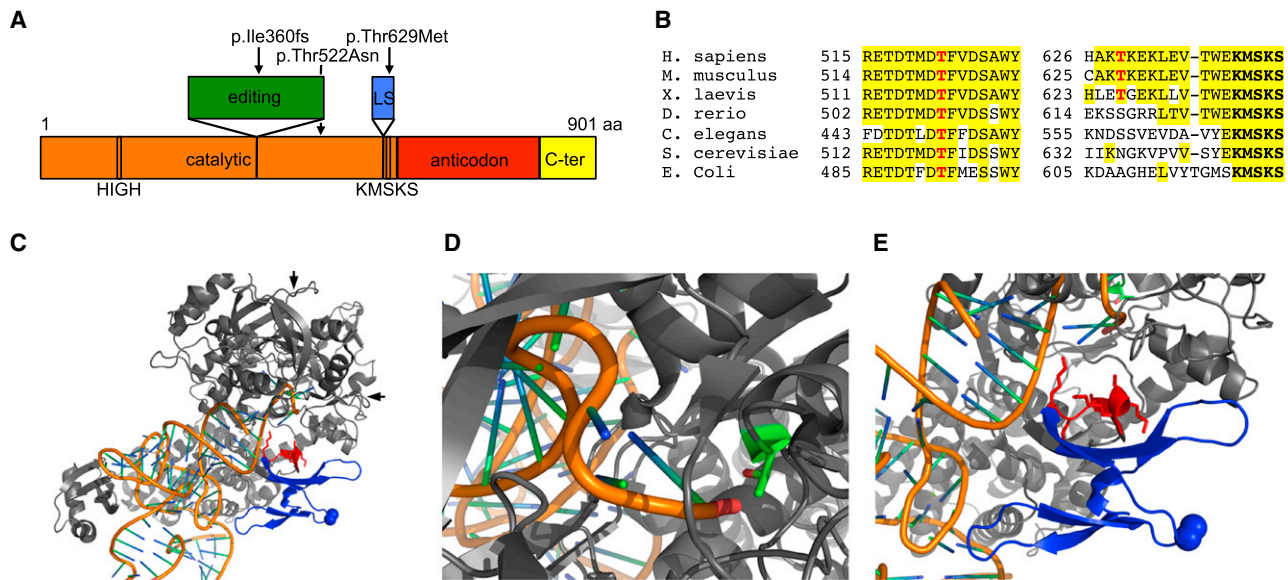 A
p.Ile360fs
p.Thr629Met
p.Thr522Asn
editing
LS
1
901 aa
catalytic
anticodon
C-ter
HIGH
KMSKS
B
H. sapiens 515 RETDTMDTFVDSAWY 626 HAKTKEKLEV-TWEKMSKS
M. musculus 514 RETDTMDTFVDSAWY 625 CAKTKEKLEV-TWEKMSKS
X. laevis 511 RETDTMDTFVDSAWY 623 HLETGEKLLV-TWEKMSKS
D. rerio 502 RETDTMDTFVDSSWY 614 EKSSGRRLTV-TWEKMSKS
C. elegans 443 FDTDTLDTFFDSAWY 555 KNDSSVEVDA-VYEKMSKS
S. cerevisiae 512 RETDTMDTFIDSSWY 632 IIKNGKVPVV-SYEKMSKS
E. Coli 485 RETDTFDTFMESSWY 605 KDAAGHELVYTGMSKMSKS
C
D
E